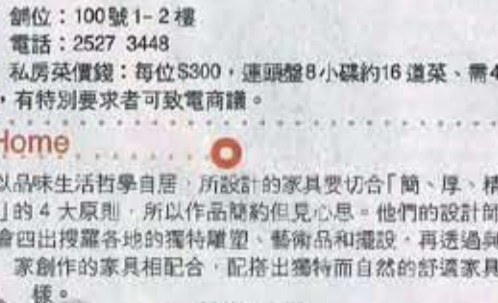 舖位：100號1-2樓
電話：2527 3448
私房菜價錢：每位$300，連頭盤8小碟約16道菜、需4
，有特別要求者可致電商議。
Home
以品味生活哲學自居，所設計的家具要切合「簡、厚、精
」的4大原則，所以作品簡約但見心思。他們的設計師
會四出搜羅各地的獨特雕塑、藝術品和擺設，再透過與
家創作的家具相配合，配搭出獨特而自然的舒適家具
樣。